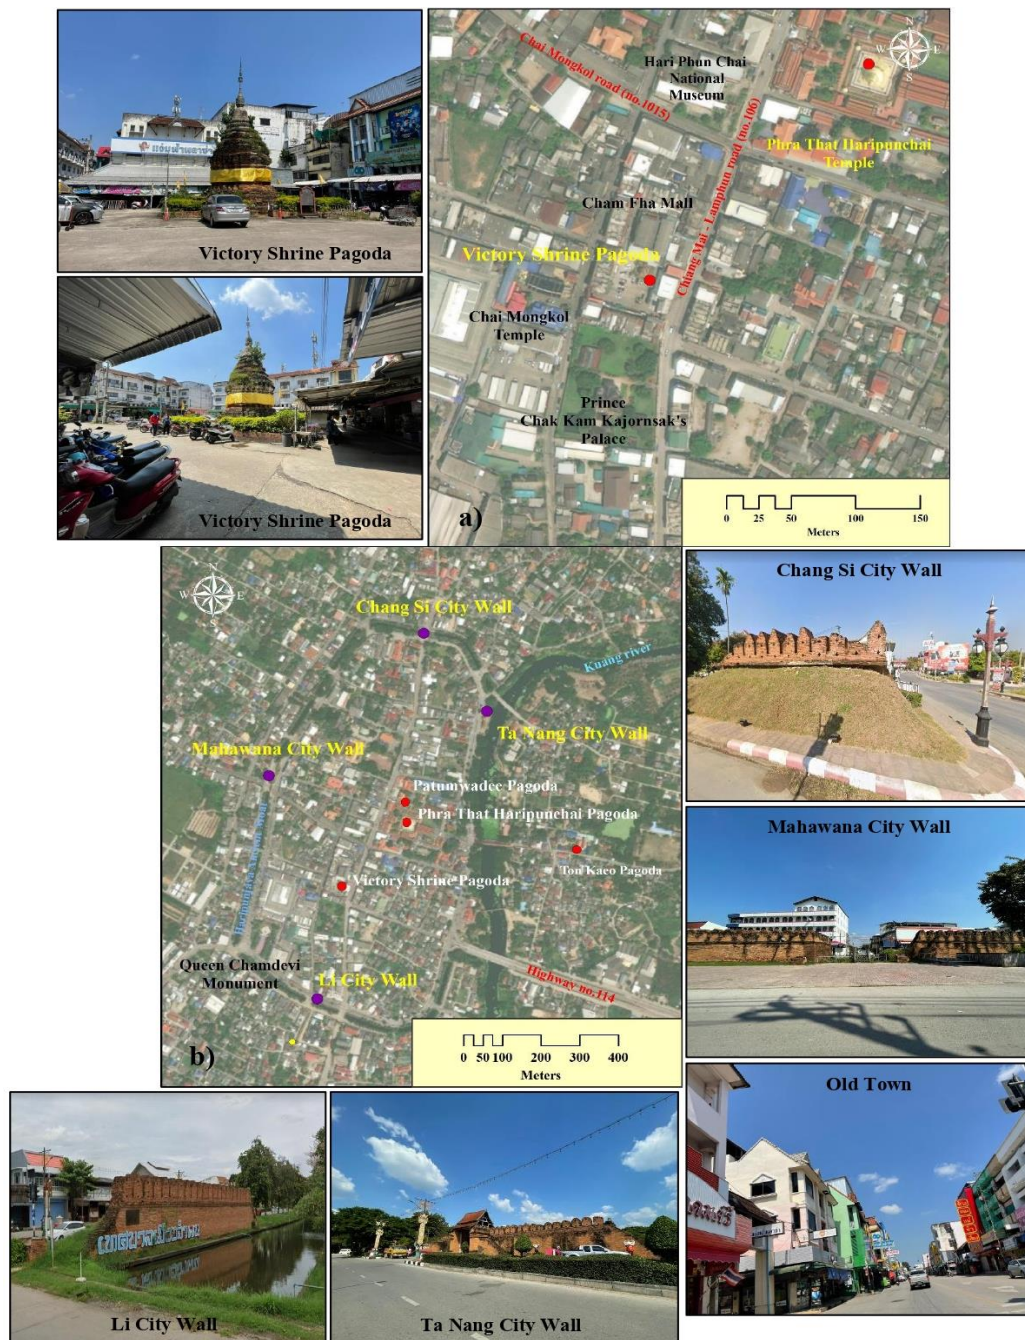 Victory Shrine Pagoda
Victory Shrine Pagoda
N
W
E
S
Chai Mongkol road (no.1015)
Hari Phun Chai
National
Museum
Chiang Mai - Lamphun road (no.106)
Phra That Haripunchai
Temple
Cham Fha Mall
Victory Shrine Pagoda
Chai Mongkol
Temple
Prince
Chak Kam Kajornsak's
Palace
a)
0 25 50 100 150
Meters
N
W
E
S
Chang Si City Wall
Kuang river
Ta Nang City Wall
Mahawana City Wall
Patumwadee Pagoda
Phra That Haripunchai Pagoda
Ton Kaeo Pagoda
Victory Shrine Pagoda
Queen Chamdevi
Monument
Li City Wall
Highway no.114
b)
0 50 100 200 300 400
Meters
Chang Si City Wall
Mahawana City Wall
Old Town
Li City Wall
Ta Nang City Wall